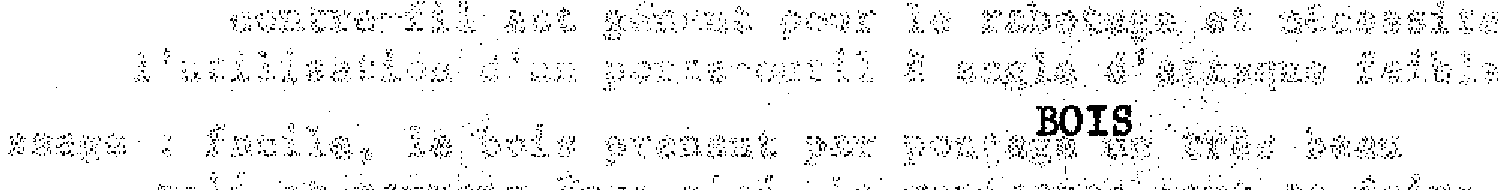 contre-fil est gênant pour le rabotage et nécessite
l'utilisation d'un porte-outil à angle d'attaque faible
BOIS
usage : facile, le bois prenant par ponçage un très beau